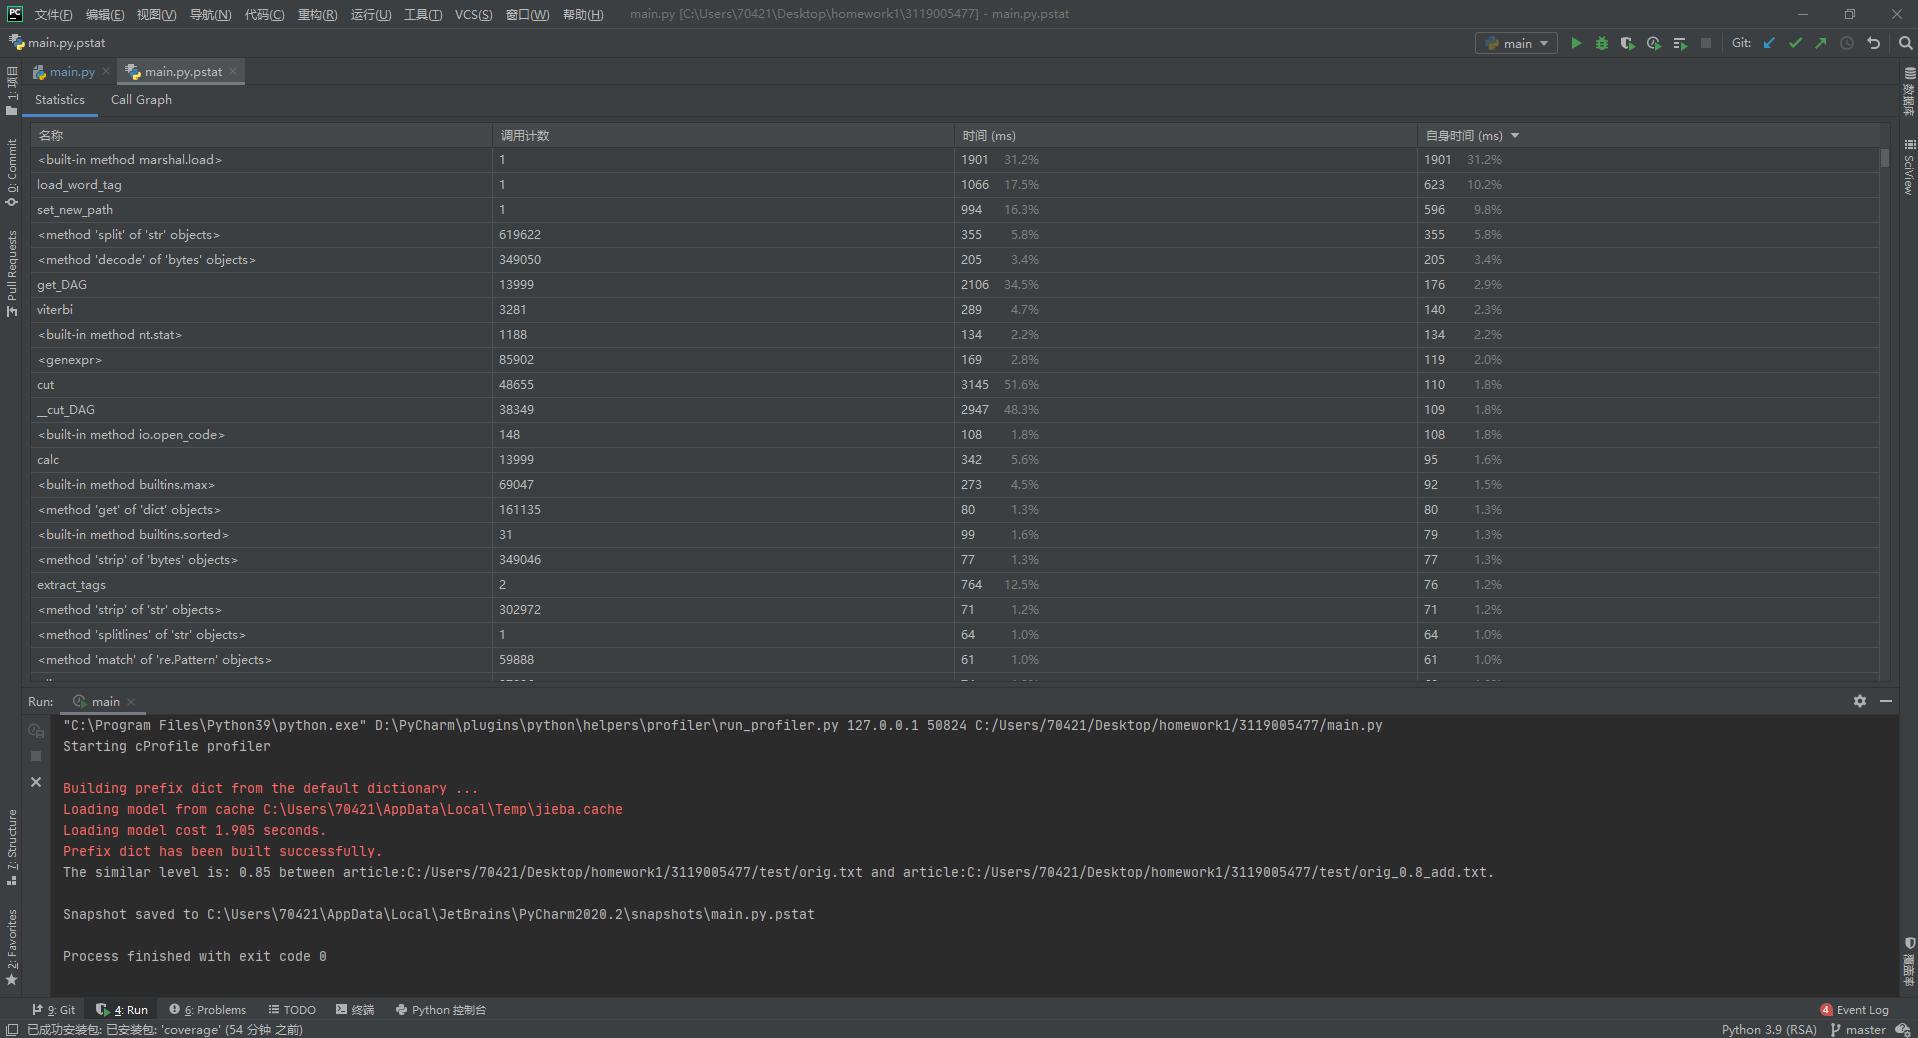 PC 文件(F) 编辑(E) 视图(V) 导航(N) 代码(C) 重构(R) 运行(U) 工具(T) VCS(S) 窗口(W) 帮助(H) main.py [C:\Users\70421\Desktop\homework1\3119005477] - main.py.pstat
main.py.pstat main Git:
main.py main.py.pstat
Statistics Call Graph
名称 调用计数 时间 (ms) 自身时间 (ms)
<built-in method marshal.load> 1 1901 31.2% 1901 31.2%
load_word_tag 1 1066 17.5% 623 10.2%
set_new_path 1 994 16.3% 596 9.8%
<method 'split' of 'str' objects> 619622 355 5.8% 355 5.8%
<method 'decode' of 'bytes' objects> 349050 205 3.4% 205 3.4%
get_DAG 13999 2106 34.5% 176 2.9%
viterbi 3281 289 4.7% 140 2.3%
<built-in method nt.stat> 1188 134 2.2% 134 2.2%
<genexpr> 85902 169 2.8% 119 2.0%
cut 48655 3145 51.6% 110 1.8%
__cut_DAG 38349 2947 48.3% 109 1.8%
<built-in method io.open_code> 148 108 1.8% 108 1.8%
calc 13999 342 5.6% 95 1.6%
<built-in method builtins.max> 69047 273 4.5% 92 1.5%
<method 'get' of 'dict' objects> 161135 80 1.3% 80 1.3%
<built-in method builtins.sorted> 31 99 1.6% 79 1.3%
<method 'strip' of 'bytes' objects> 349046 77 1.3% 77 1.3%
extract_tags 2 764 12.5% 76 1.2%
<method 'strip' of 'str' objects> 302972 71 1.2% 71 1.2%
<method 'splitlines' of 'str' objects> 1 64 1.0% 64 1.0%
<method 'match' of 're.Pattern' objects> 59888 61 1.0% 61 1.0%
Run: main
"C:\Program Files\Python39\python.exe" D:\PyCharm\plugins\python\helpers\profiler\run_profiler.py 127.0.0.1 50824 C:/Users/70421/Desktop/homework1/3119005477/main.py
Starting cProfile profiler
Building prefix dict from the default dictionary ...
Loading model from cache C:\Users\70421\AppData\Local\Temp\jieba.cache
Loading model cost 1.905 seconds.
Prefix dict has been built successfully.
The similar level is: 0.85 between article:C:/Users/70421/Desktop/homework1/3119005477/test/orig.txt and article:C:/Users/70421/Desktop/homework1/3119005477/test/orig_0.8_add.txt.
Snapshot saved to C:\Users\70421\AppData\Local\JetBrains\PyCharm2020.2\snapshots\main.py.pstat
Process finished with exit code 0
1: 项目
0: Commit
Pull Requests
7: Structure
2: Favorites
数据库
SciView
覆盖率
9: Git 4: Run 6: Problems TODO 终端 Python 控制台 4 Event Log
已成功安装包: 已安装包: 'coverage' (54 分钟 之前) Python 3.9 (RSA) master